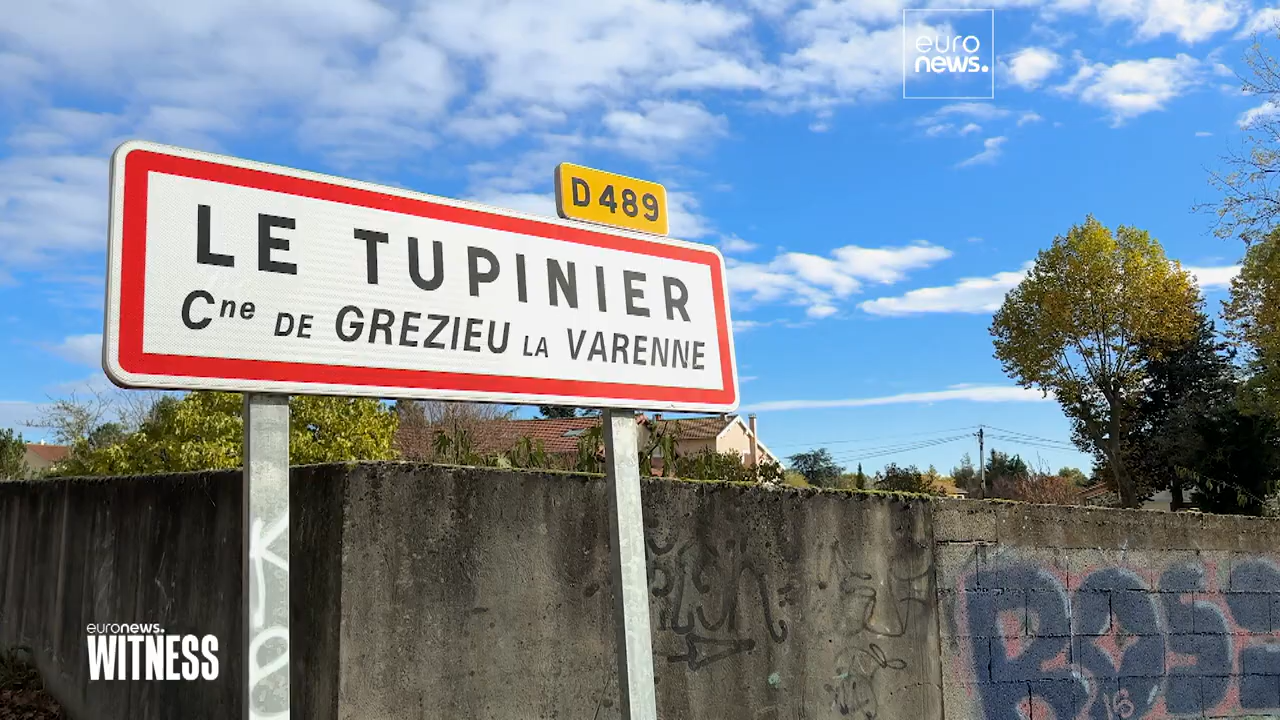 euro
news.
D489
LE TUPINIER
Cne DE GREZIEU LA VARENNE
euronews.
WITNESS